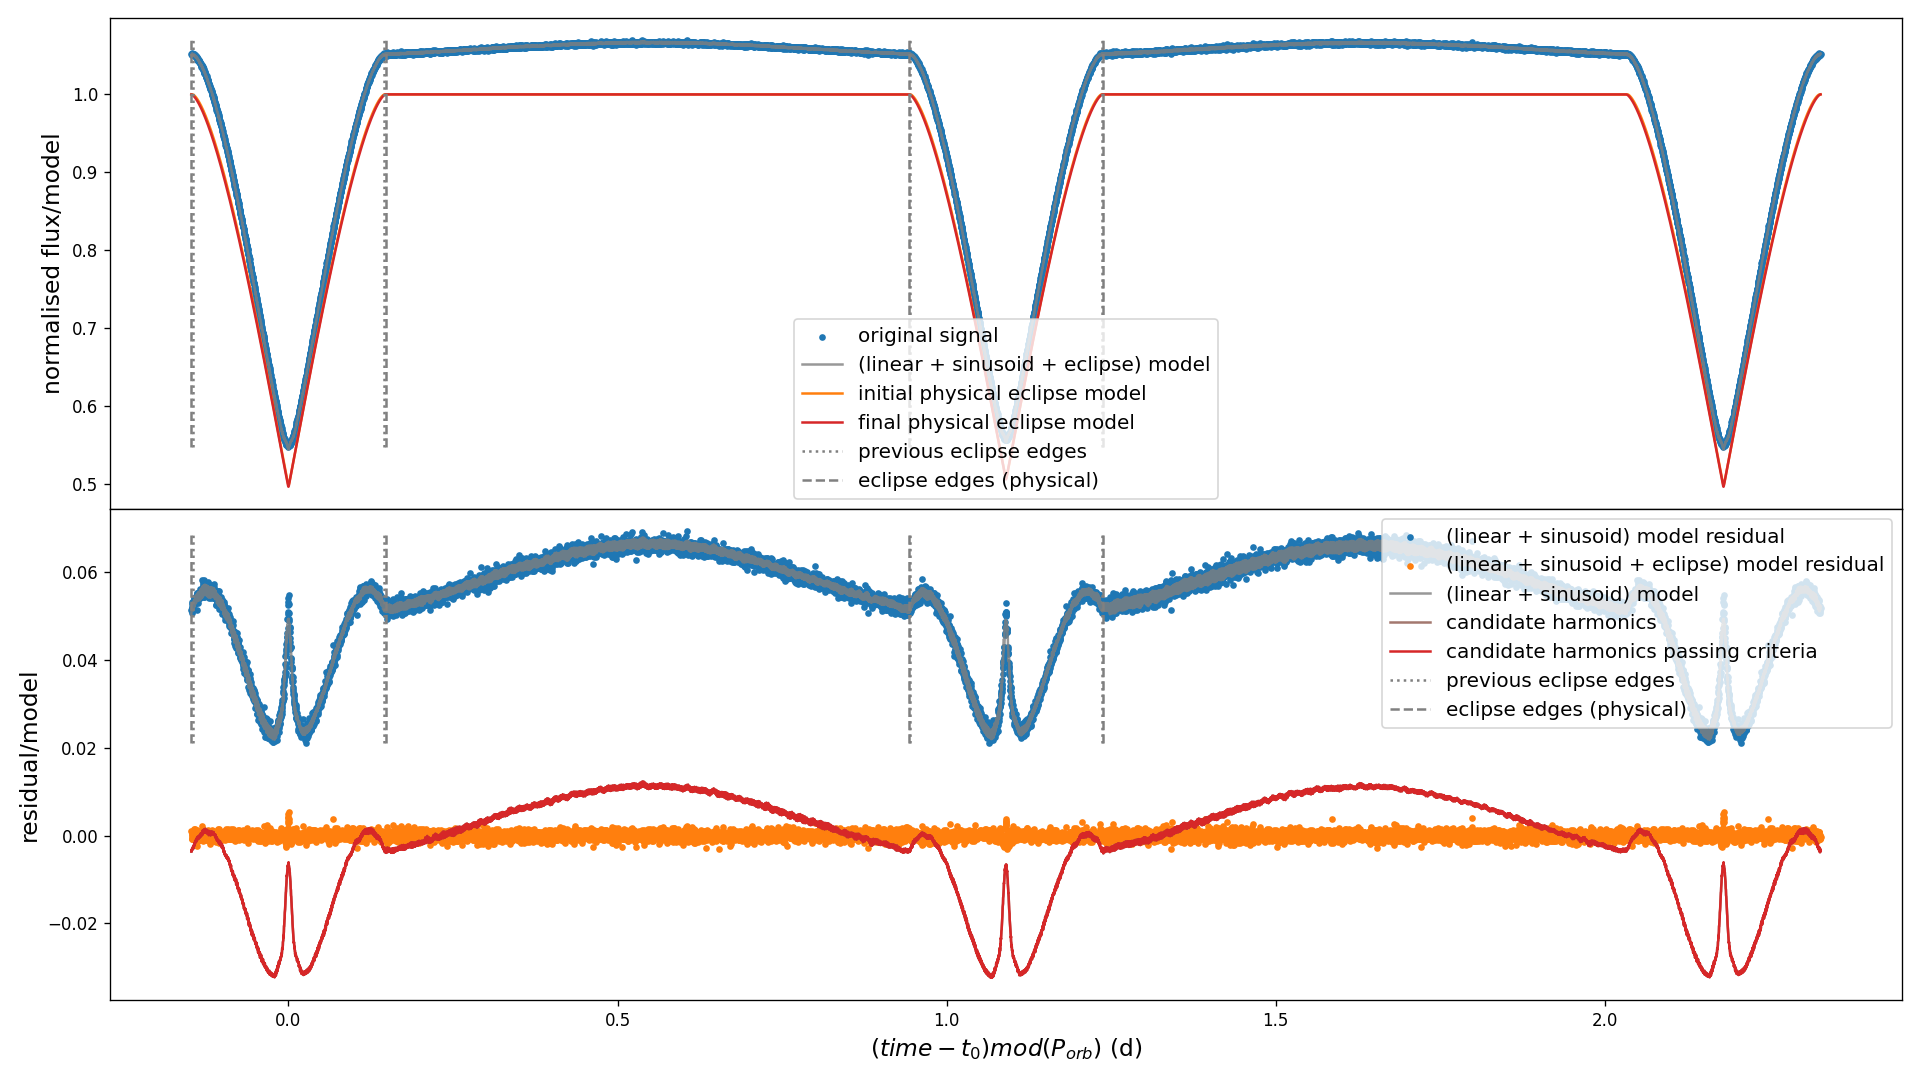 normalised flux/model
1.0
0.9
0.8
0.7
0.6
0.5
original signal
(linear + sinusoid + eclipse) model
initial physical eclipse model
final physical eclipse model
previous eclipse edges
eclipse edges (physical)
residual/model
0.06
0.04
0.02
0.00
−0.02
(linear + sinusoid) model residual
(linear + sinusoid + eclipse) model residual
(linear + sinusoid) model
candidate harmonics
candidate harmonics passing criteria
previous eclipse edges
eclipse edges (physical)
0.0 0.5 1.0 1.5 2.0
(time − t₀)mod(Pₒᵣb) (d)